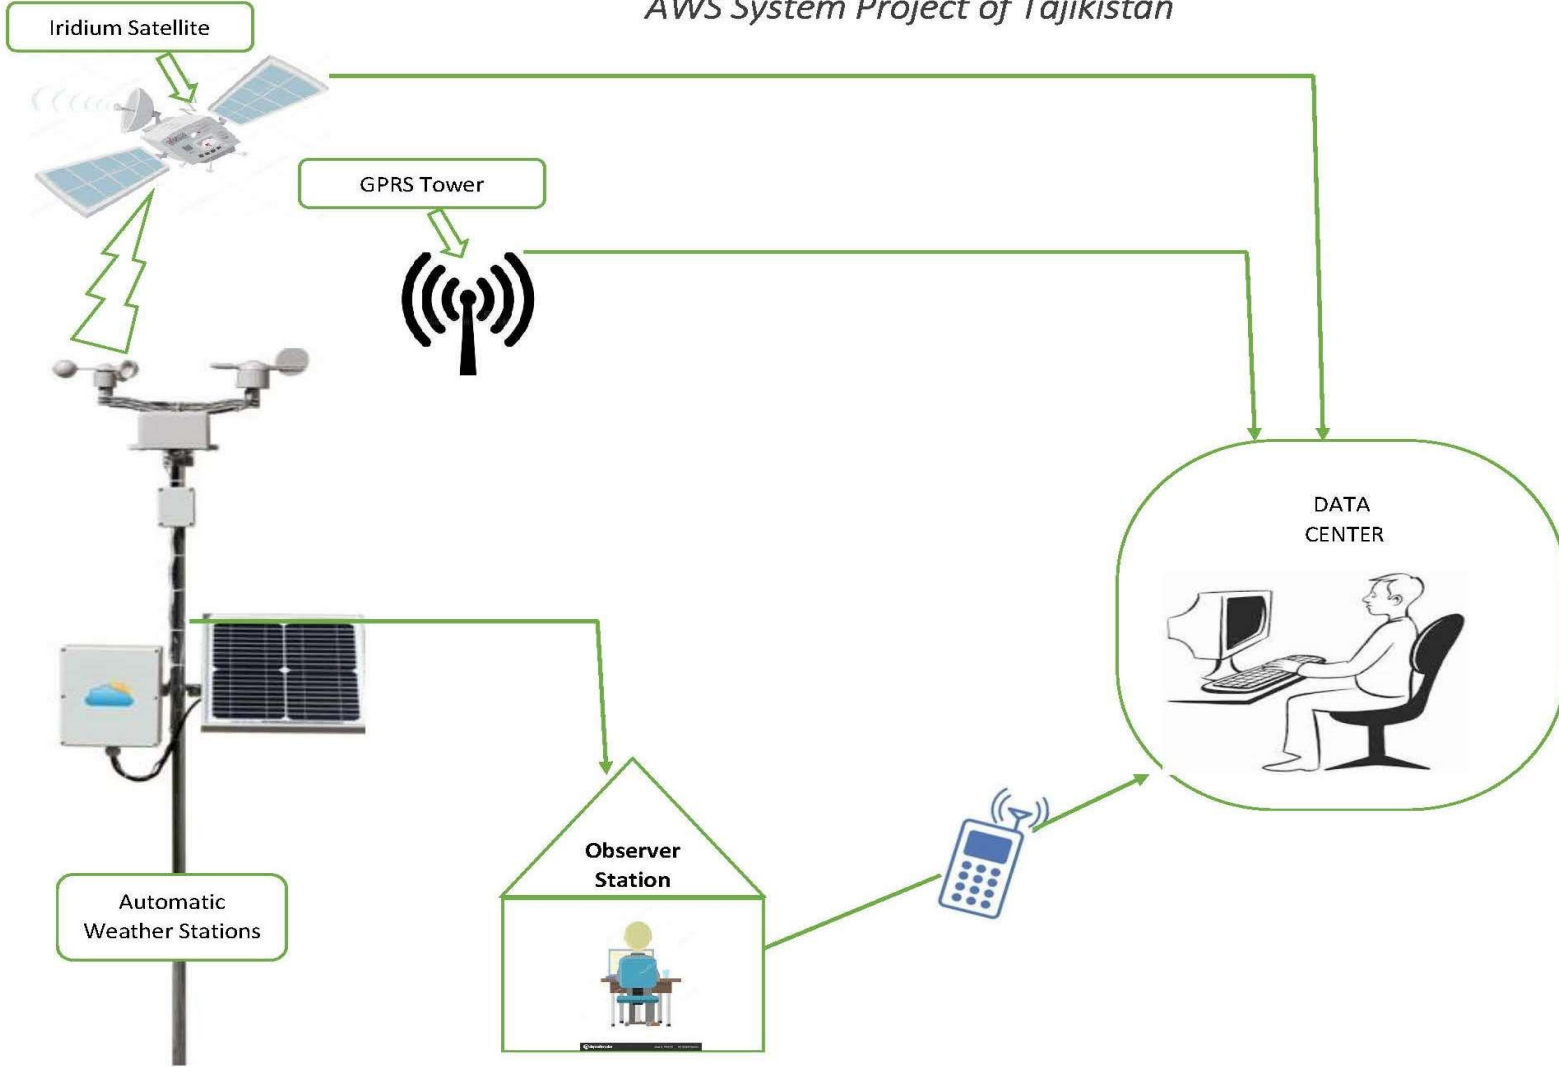 AWS System Project of Tajikistan
Iridium Satellite
GPRS Tower
DATA
CENTER
Observer
Station
Automatic
Weather Stations